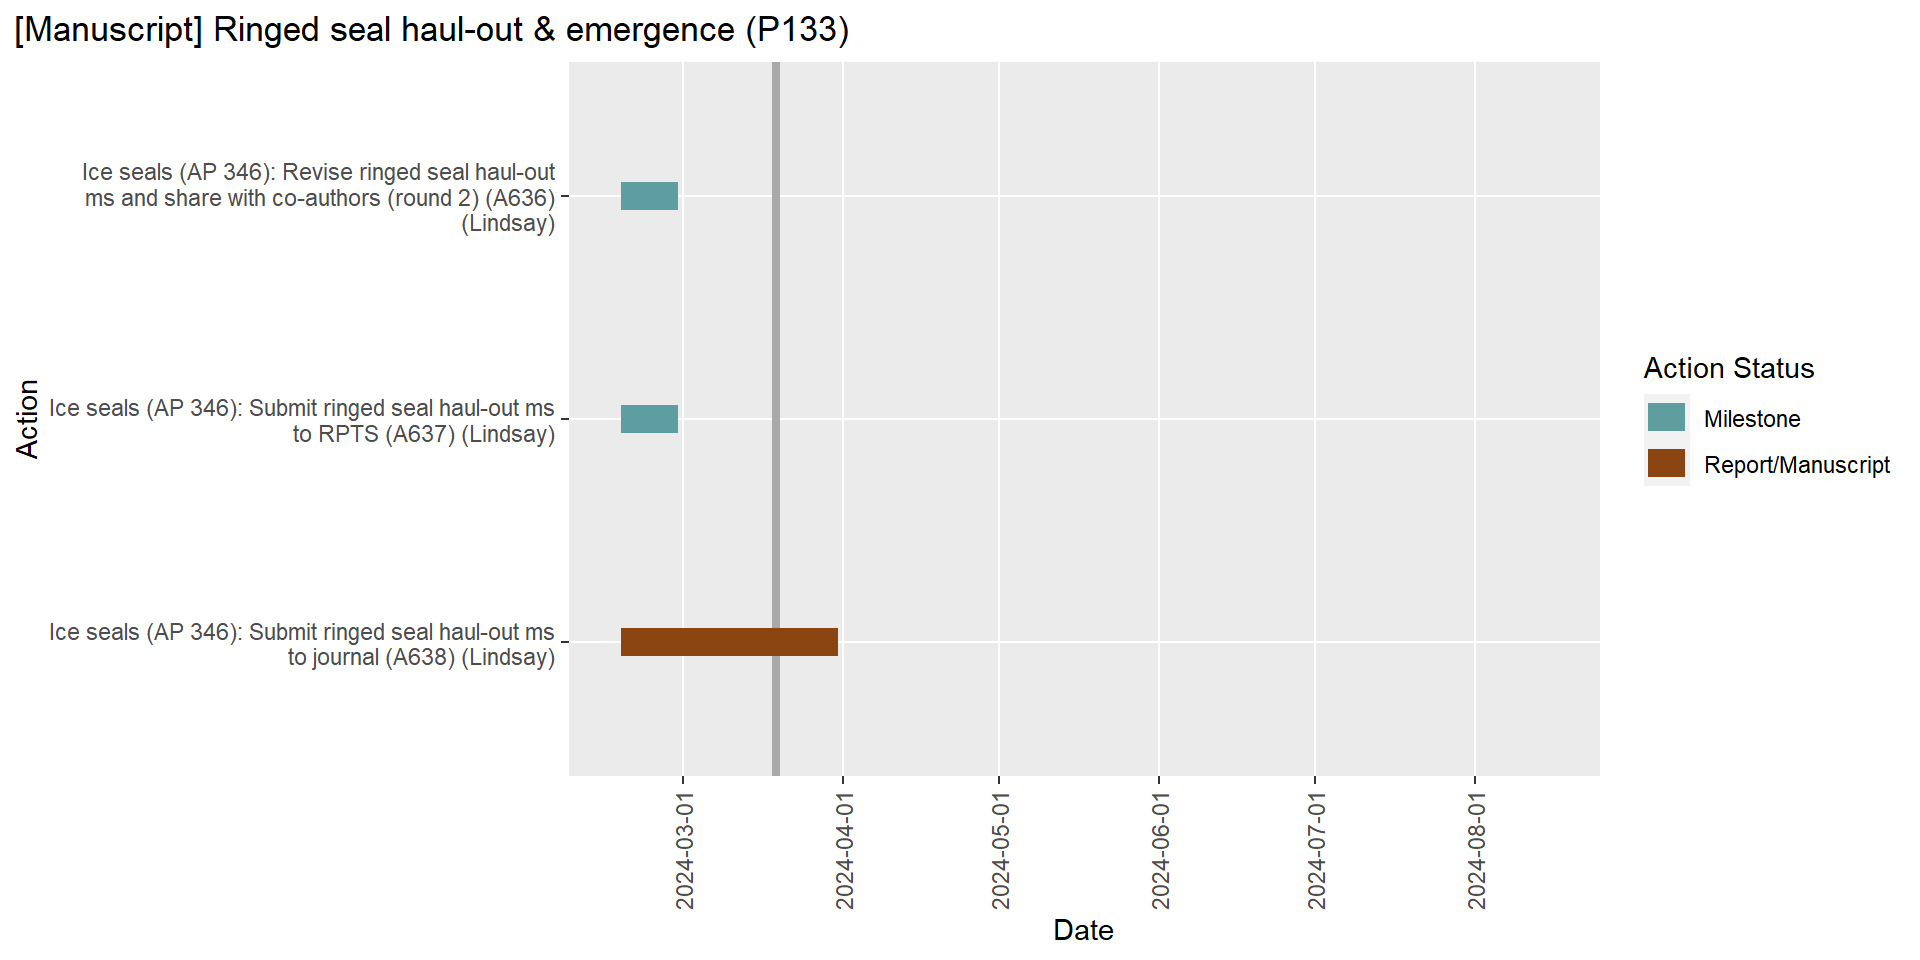 [Manuscript] Ringed seal haul-out & emergence (P133)
Ice seals (AP 346): Revise ringed seal haul-out
ms and share with co-authors (round 2) (A636)
(Lindsay)
Ice seals (AP 346): Submit ringed seal haul-out ms
to RPTS (A637) (Lindsay)
Ice seals (AP 346): Submit ringed seal haul-out ms
to journal (A638) (Lindsay)
Action
2024-03-01
2024-04-01
2024-05-01
2024-06-01
2024-07-01
2024-08-01
Date
Action Status
Milestone
Report/Manuscript